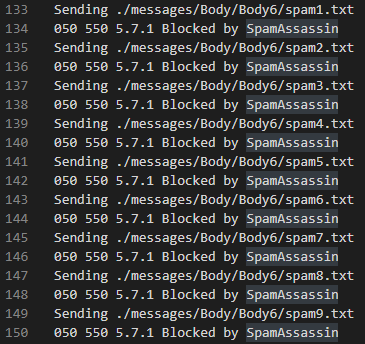 133 Sending ./messages/Body/Body6/spam1.txt
134 050 550 5.7.1 Blocked by SpamAssassin
135 Sending ./messages/Body/Body6/spam2.txt
136 050 550 5.7.1 Blocked by SpamAssassin
137 Sending ./messages/Body/Body6/spam3.txt
138 050 550 5.7.1 Blocked by SpamAssassin
139 Sending ./messages/Body/Body6/spam4.txt
140 050 550 5.7.1 Blocked by SpamAssassin
141 Sending ./messages/Body/Body6/spam5.txt
142 050 550 5.7.1 Blocked by SpamAssassin
143 Sending ./messages/Body/Body6/spam6.txt
144 050 550 5.7.1 Blocked by SpamAssassin
145 Sending ./messages/Body/Body6/spam7.txt
146 050 550 5.7.1 Blocked by SpamAssassin
147 Sending ./messages/Body/Body6/spam8.txt
148 050 550 5.7.1 Blocked by SpamAssassin
149 Sending ./messages/Body/Body6/spam9.txt
150 050 550 5.7.1 Blocked by SpamAssassin